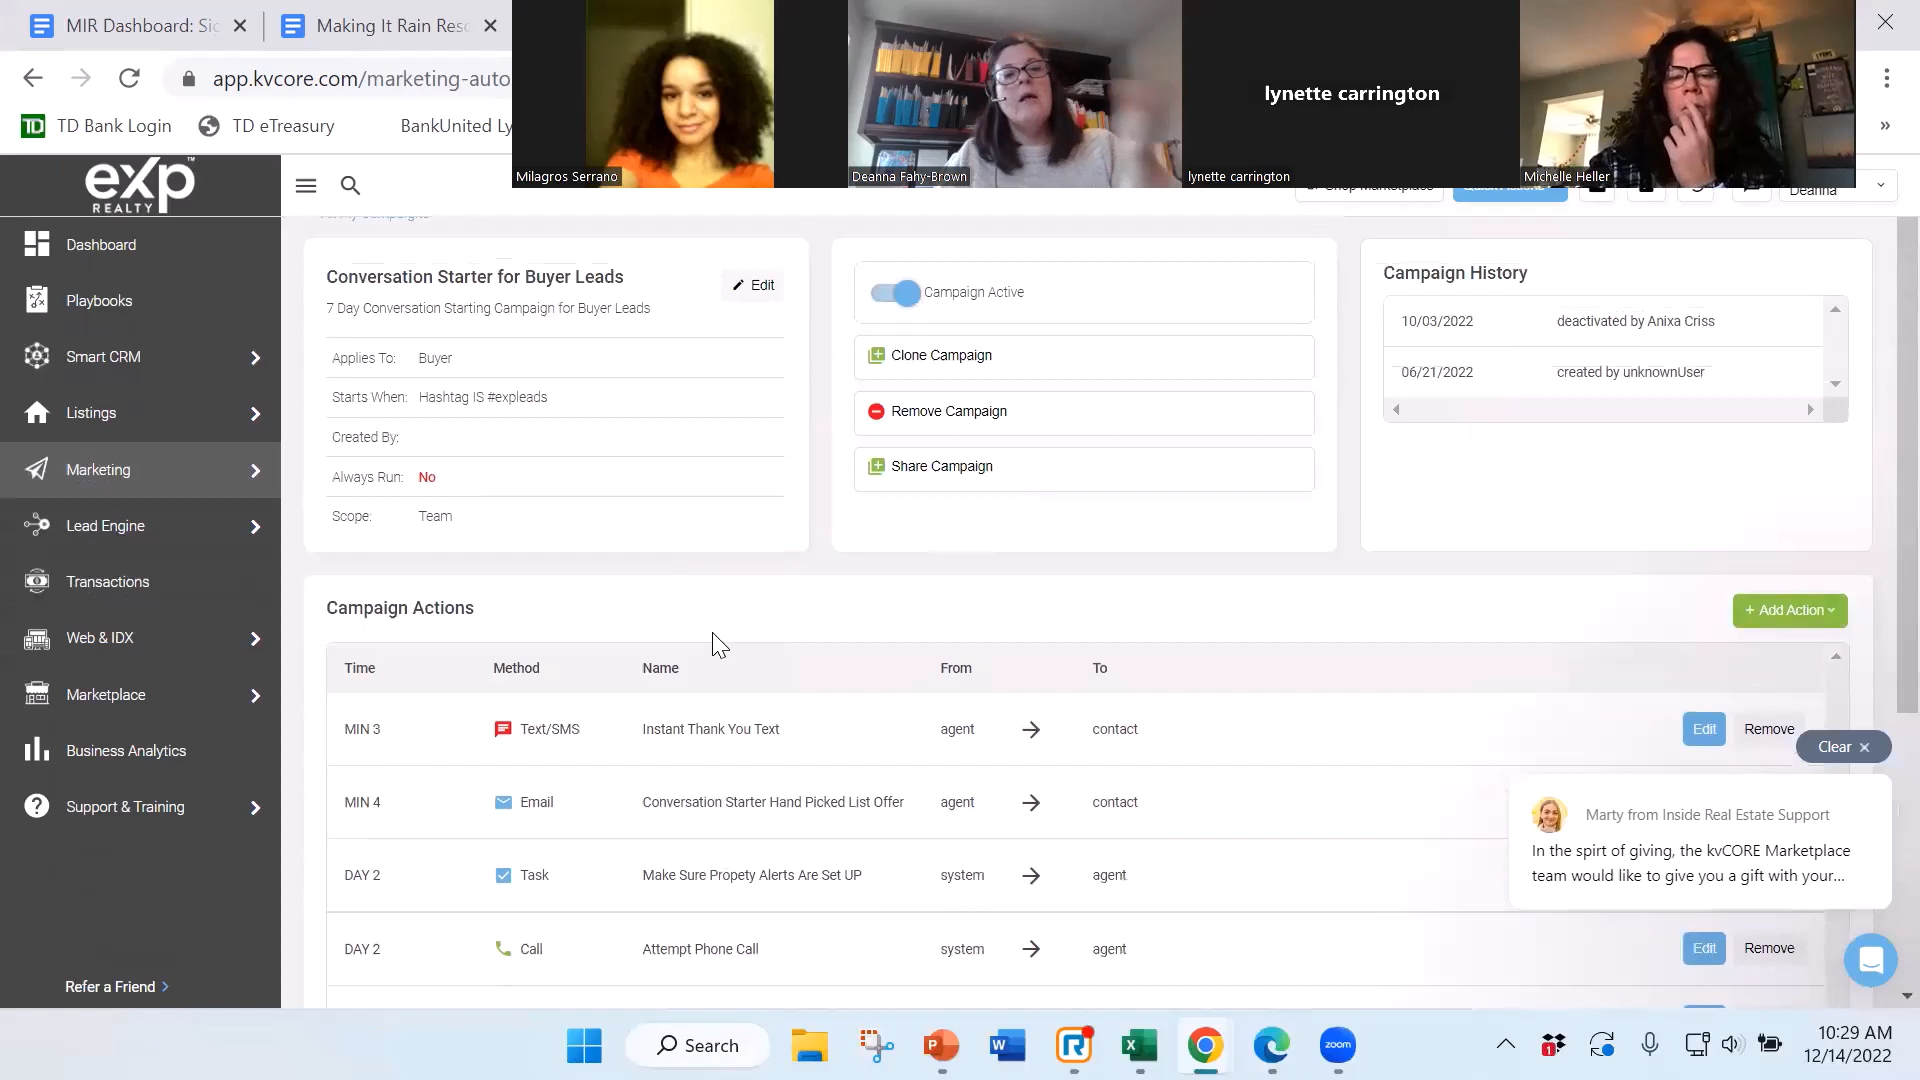 MIR Dashboard: Sig
Making It Rain Reso
app.kvcore.com/marketing-auto
TD Bank Login
TD eTreasury
BankUnited Ly
Milagros Serrano
Deanna Fahy-Brown
lynette carrington
lynette carrington
Michelle Heller
exp
REALTY
Deanna
Dashboard
Playbooks
Smart CRM
Listings
Marketing
Lead Engine
Transactions
Web & IDX
Marketplace
Business Analytics
Support & Training
Refer a Friend
Conversation Starter for Buyer Leads
Edit
7 Day Conversation Starting Campaign for Buyer Leads
Applies To: Buyer
Starts When: Hashtag IS #expleads
Created By:
Always Run: No
Scope: Team
Campaign Active
Clone Campaign
Remove Campaign
Share Campaign
Campaign History
10/03/2022 deactivated by Anixa Criss
06/21/2022 created by unknownUser
Campaign Actions
+ Add Action
Time Method Name From To
MIN 3 Text/SMS Instant Thank You Text agent → contact Edit Remove
MIN 4 Email Conversation Starter Hand Picked List Offer agent → contact
DAY 2 Task Make Sure Propety Alerts Are Set UP system → agent
DAY 2 Call Attempt Phone Call system → agent Edit Remove
Clear ×
Marty from Inside Real Estate Support
In the spirt of giving, the kvCORE Marketplace
team would like to give you a gift with your...
Search
zoom
10:29 AM
12/14/2022